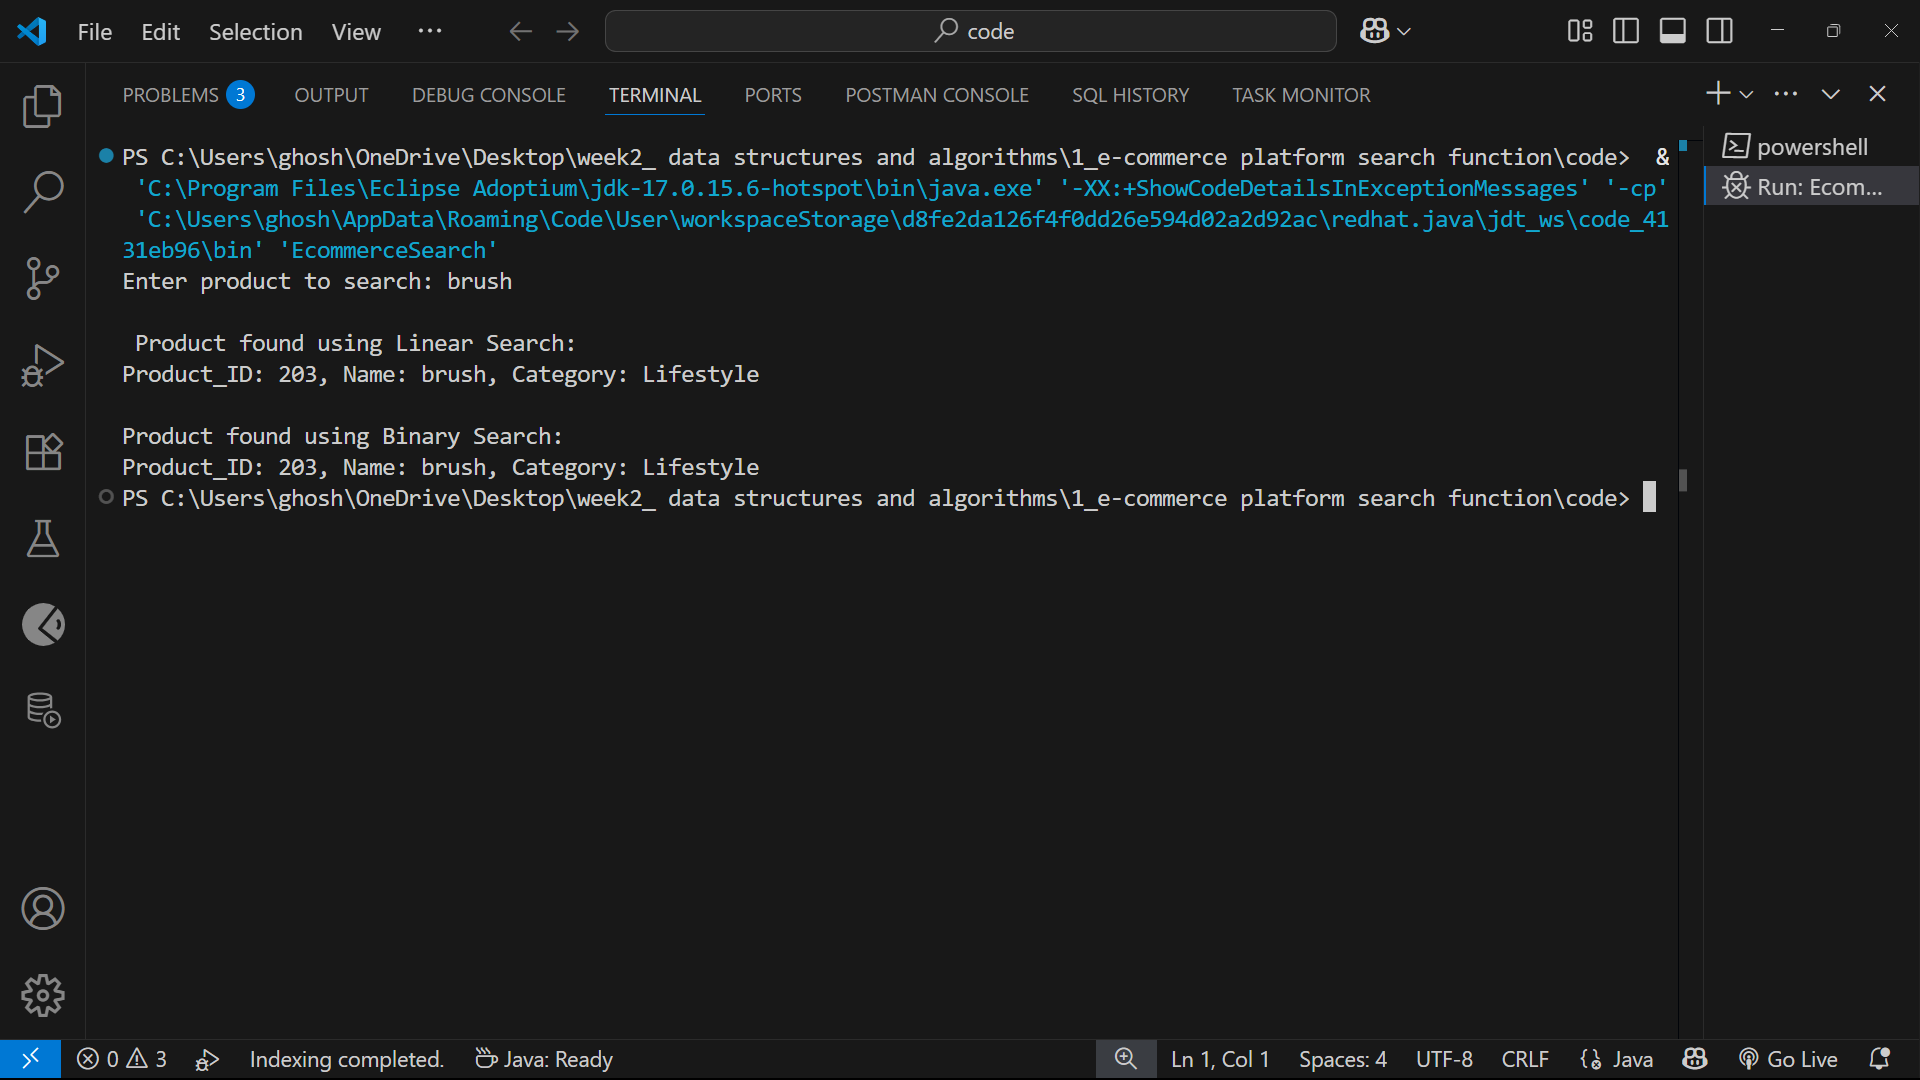 File Edit Selection View ··· code
PROBLEMS 3 OUTPUT DEBUG CONSOLE TERMINAL PORTS POSTMAN CONSOLE SQL HISTORY TASK MONITOR
powershell
Run: Ecom...
PS C:\Users\ghosh\OneDrive\Desktop\week2_ data structures and algorithms\1_e-commerce platform search function\code>  &
 'C:\Program Files\Eclipse Adoptium\jdk-17.0.15.6-hotspot\bin\java.exe' '-XX:+ShowCodeDetailsInExceptionMessages' '-cp'
 'C:\Users\ghosh\AppData\Roaming\Code\User\workspaceStorage\d8fe2da126f4f0dd26e594d02a2d92ac\redhat.java\jdt_ws\code_41
31eb96\bin' 'EcommerceSearch'
Enter product to search: brush
 Product found using Linear Search:
Product_ID: 203, Name: brush, Category: Lifestyle
Product found using Binary Search:
Product_ID: 203, Name: brush, Category: Lifestyle
PS C:\Users\ghosh\OneDrive\Desktop\week2_ data structures and algorithms\1_e-commerce platform search function\code>
0 3 Indexing completed. Java: Ready Ln 1, Col 1 Spaces: 4 UTF-8 CRLF Java Go Live